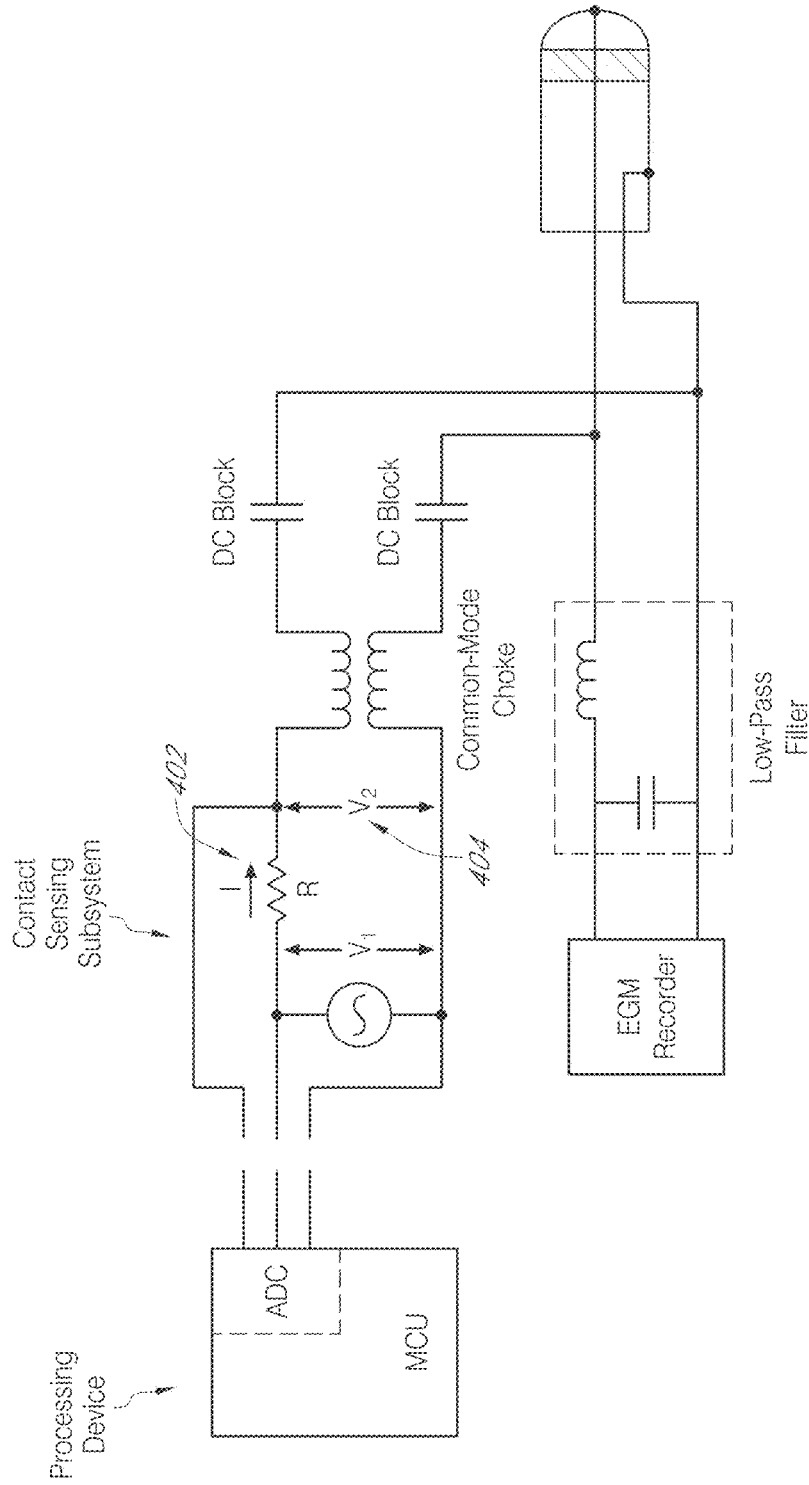 Processing
Device
ADC
MCU
Contact
Sensing
Subsystem
402
I
R
V1
V2
404
Common-Mode
Choke
DC Block
DC Block
EGM
Recorder
Low-Pass
Filter